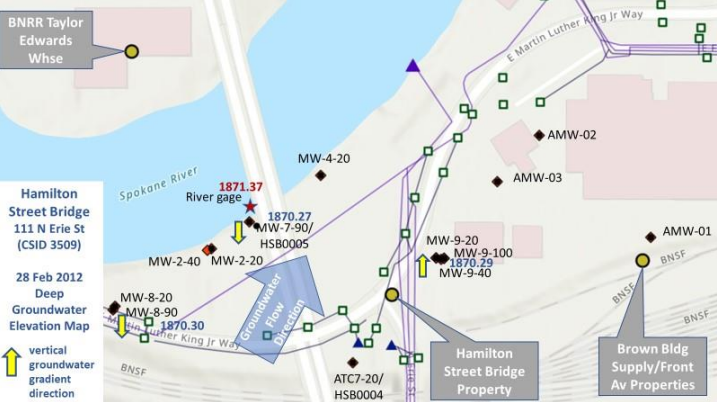 BNRR Taylor
Edwards
Whse
E Martin Luther King Jr Way
AMW-02
MW-4-20
AMW-03
Spokane River
1871.37
River gage
1870.27
MW-7-90/
HSB0005
MW-2-40
MW-2-20
MW-9-20
MW-9-100
1870.29
MW-9-40
AMW-01
BNSF
BNSF
BNSF
Hamilton
Street Bridge
111 N Erie St
(CSID 3509)
28 Feb 2012
Deep
Groundwater
Elevation Map
vertical
groundwater
gradient
direction
MW-8-20
MW-8-90
1870.30
Martin Luther King Jr Way
BNSF
Groundwater
Flow
Direction
ATC7-20/
HSB0004
Hamilton
Street Bridge
Property
Brown Bldg
Supply/Front
Av Properties